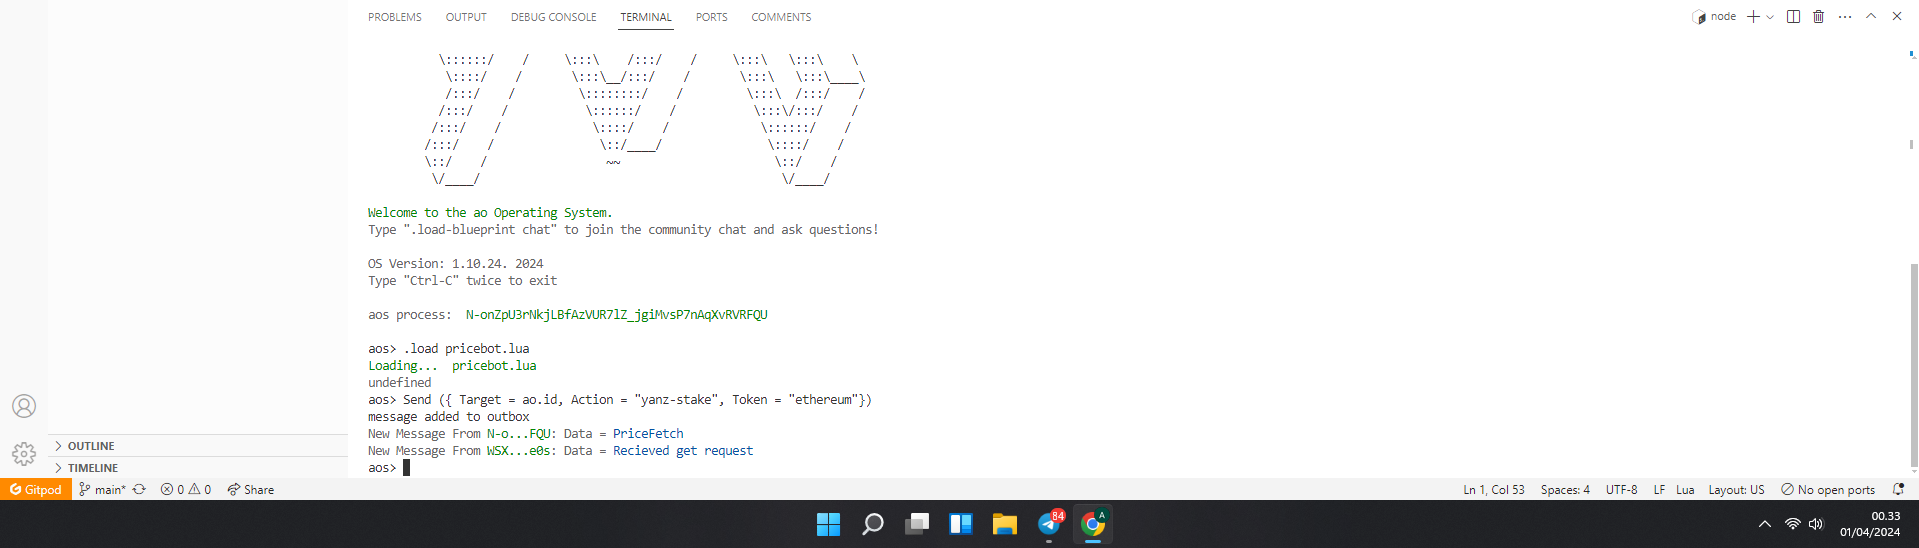 PROBLEMS OUTPUT DEBUG CONSOLE TERMINAL PORTS COMMENTS
node
\::::::/    /     \:::\    /:::/    /     \:::\   \:::\    \
\::::/    /       \:::\__/:::/    /       \:::\   \:::\____\
/:::/    /         \::::::::/    /         \:::\  /:::/    /
/:::/    /           \::::::/    /           \:::\/:::/    /
/:::/    /             \::::/    /             \::::::/    /
/:::/    /               \::/____/               \::::/    /
\::/    /                 ~~                      \::/    /
\/____/                                           \/____/
Welcome to the ao Operating System.
Type ".load-blueprint chat" to join the community chat and ask questions!
OS Version: 1.10.24. 2024
Type "Ctrl-C" twice to exit
aos process:  N-onZpU3rNkjLBfAzVUR7lZ_jgiMvsP7nAqXvRVRFQU
aos> .load pricebot.lua
Loading...  pricebot.lua
undefined
aos> Send ({ Target = ao.id, Action = "yanz-stake", Token = "ethereum"})
message added to outbox
New Message From N-o...FQU: Data = PriceFetch
New Message From WSX...e0s: Data = Recieved get request
aos>
OUTLINE
TIMELINE
Gitpod main* 0 0 Share Ln 1, Col 53 Spaces: 4 UTF-8 LF Lua Layout: US No open ports
84
A
00.33
01/04/2024